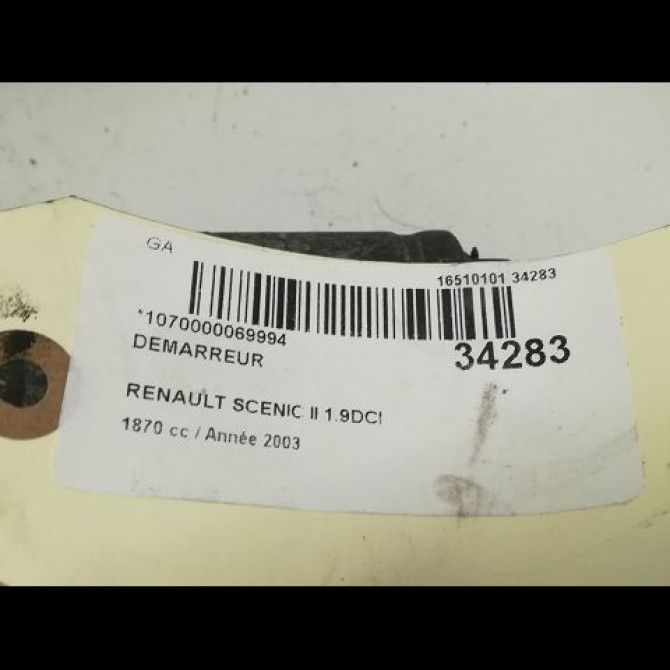 GA
16510101 34283
*1070000069994
34283
DEMARREUR
RENAULT SCENIC II 1.9DCI
1870 cc / Année 2003